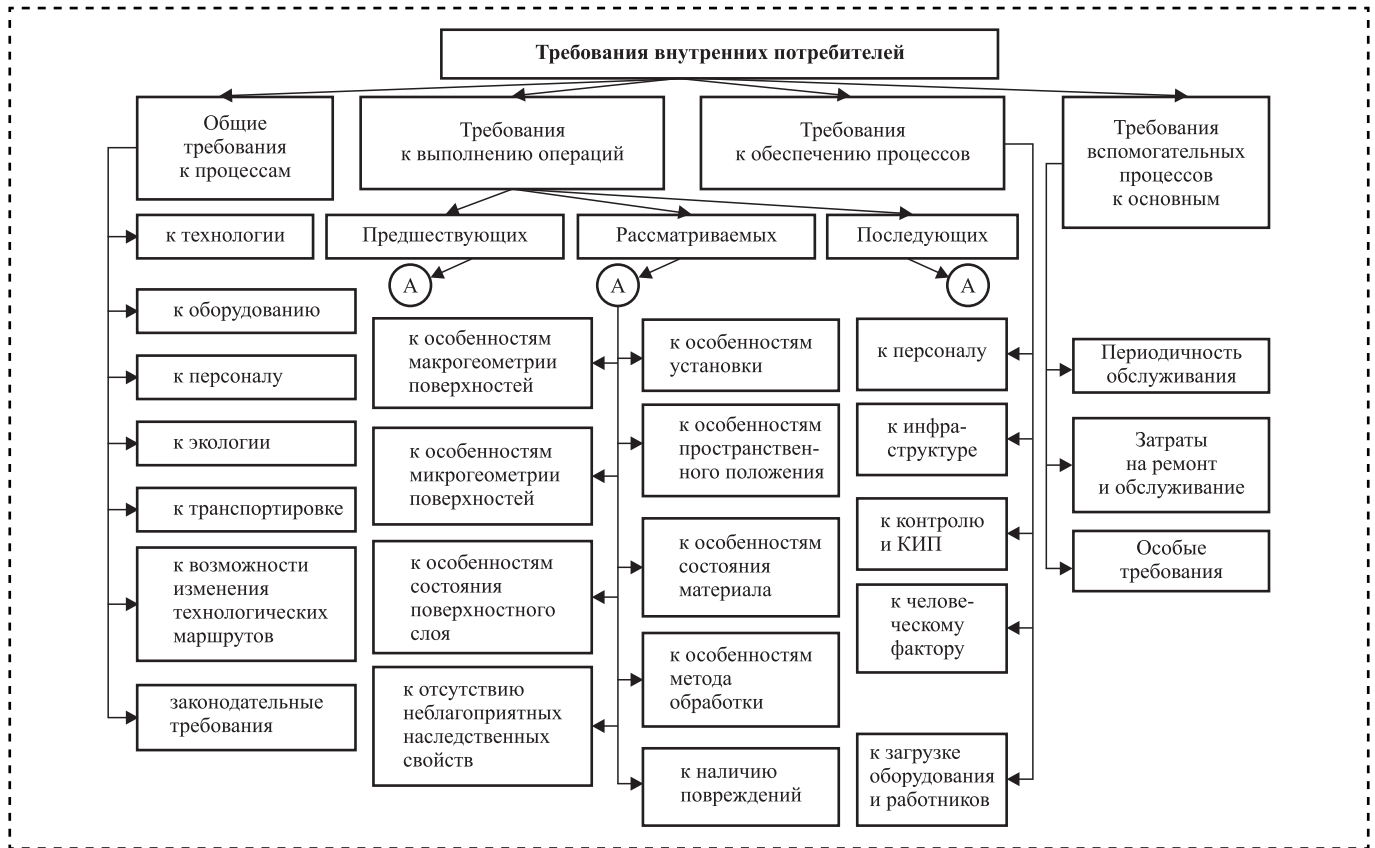 Требования внутренних потребителей
Общие
требования
к процессам
Требования
к выполнению операций
Требования
к обеспечению процессов
Требования
вспомогательных
процессов
к основным
к технологии
Предшествующих
Рассматриваемых
Последующих
А
А
А
к оборудованию
к персоналу
к экологии
к транспортировке
к возможности
изменения
технологических
маршрутов
законодательные
требования
к особенностям
макрогеометрии
поверхностей
к особенностям
микрогеометрии
поверхностей
к особенностям
состояния
поверхностного
слоя
к отсутствию
неблагоприятных
наследственных
свойств
к особенностям
установки
к особенностям
пространствен-
ного положения
к особенностям
состояния
материала
к особенностям
метода
обработки
к наличию
повреждений
к персоналу
к инфра-
структуре
к контролю
и КИП
к челове-
ческому
фактору
к загрузке
оборудования
и работников
Периодичность
обслуживания
Затраты
на ремонт
и обслуживание
Особые
требования